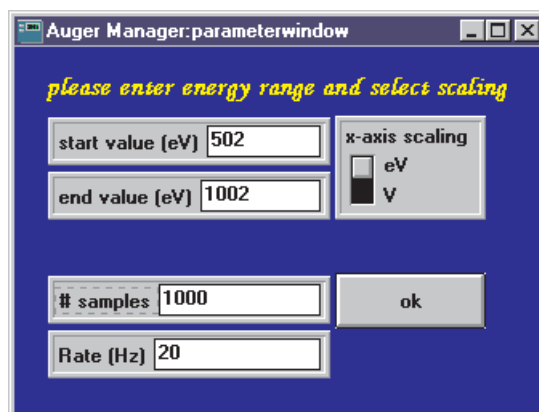 Auger Manager:parameterwindow
please enter energy range and select scaling
start value (eV) 502
x-axis scaling
eV
V
end value (eV) 1002
# samples 1000
ok
Rate (Hz) 20